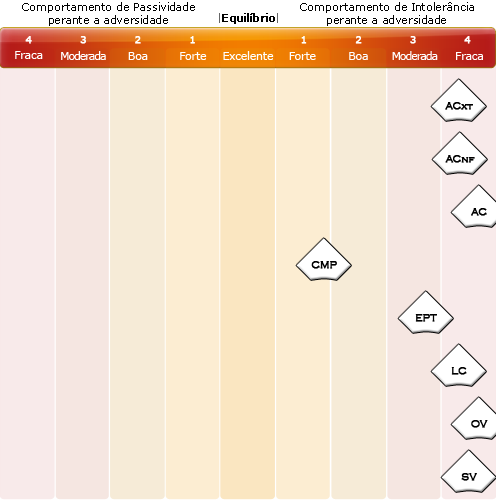 Comportamento de Passividade
perante a adversidade
|Equilíbrio|
Comportamento de Intolerância
perante a adversidade
4 3 2 1 1 2 3 4
Fraca Moderada Boa Forte Excelente Forte Boa Moderada Fraca
ACXT
ACNF
AC
CMP
EPT
LC
OV
SV